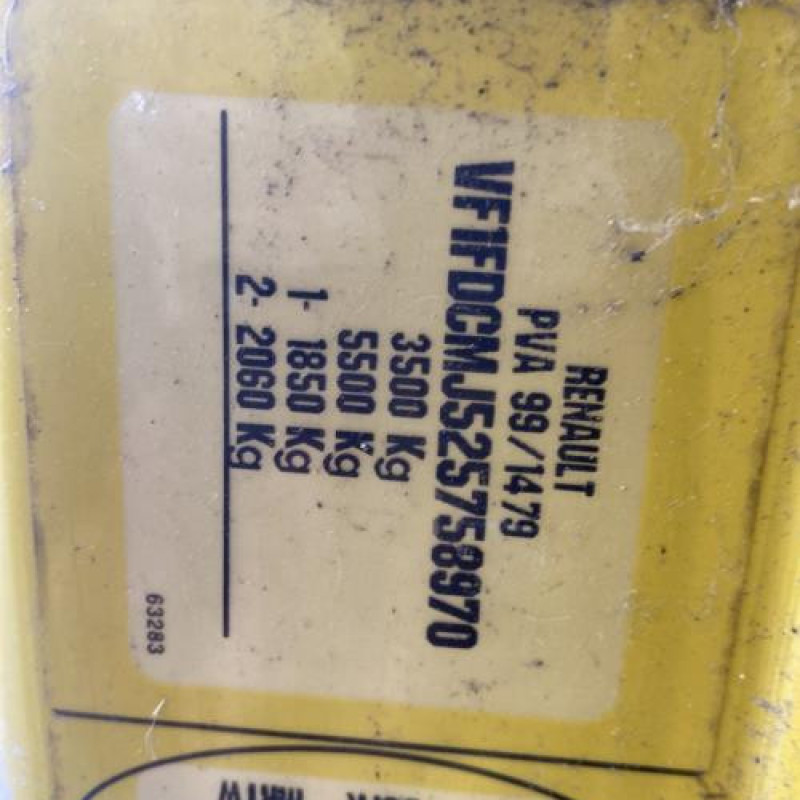 RENAULT
PVA 99/1479
VF1FDCMJ525758970
3500 Kg
5500 Kg
1- 1850 Kg
2- 2060 Kg
63283